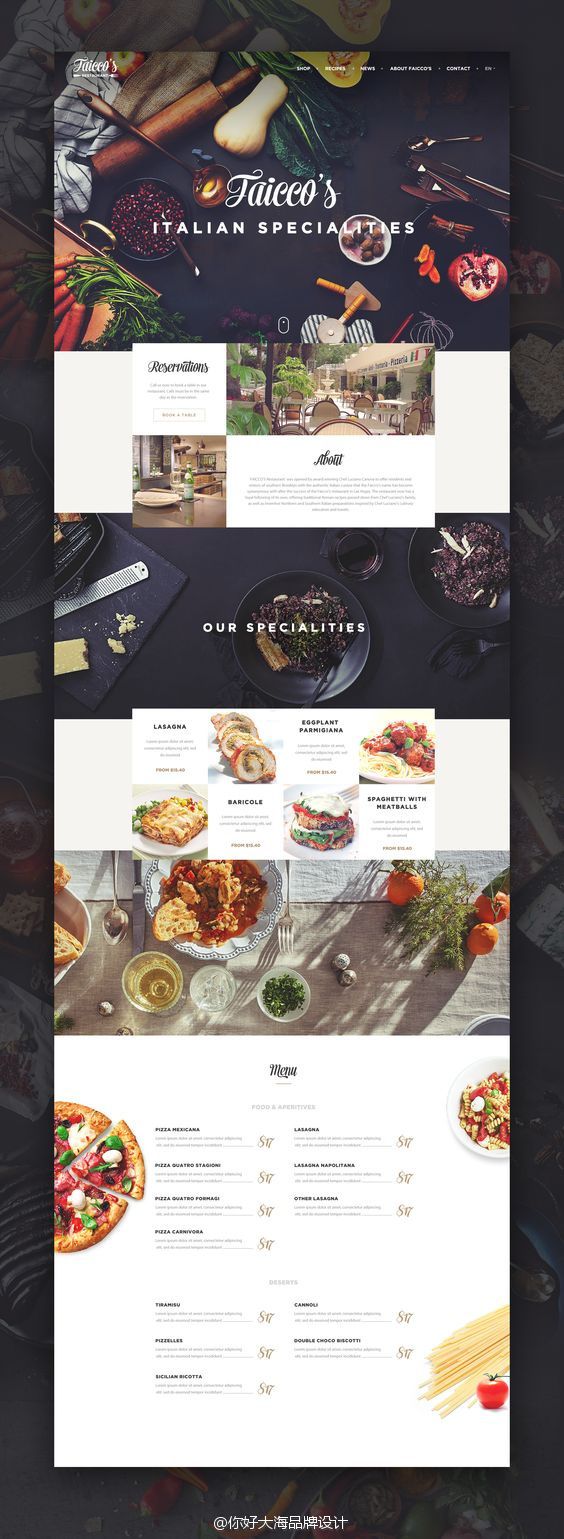 Faicco's
RESTAURANT
SHOP • RECIPES • NEWS • ABOUT FAICCO'S • CONTACT • EN
Faicco's
ITALIAN SPECIALITIES
Reservations
Call us now to book a table in our
restaurant. Calls must be in the same
day as the reservation.
BOOK A TABLE
Trattoria - Pizzeria
About
OUR SPECIALITIES
LASAGNA
Lorem ipsum dolor sit amet,
consectetur adipiscing elit, sed
do eiusmod
FROM $15.40
EGGPLANT
PARMIGIANA
Lorem ipsum dolor sit amet,
consectetur adipiscing elit, sed
do eiusmod
FROM $15.40
BARICOLE
Lorem ipsum dolor sit amet,
consectetur adipiscing elit, sed
do eiusmod
FROM $15.40
SPAGHETTI WITH
MEATBALLS
Lorem ipsum dolor sit amet,
consectetur adipiscing elit, sed
do eiusmod
FROM $15.40
Menu
FOOD & APERITIVES
PIZZA MEXICANA
Lorem ipsum dolor sit amet, consectetur adipiscing
elit, sed do eiusmod tempor incididunt
$17
LASAGNA
Lorem ipsum dolor sit amet, consectetur adipiscing
elit, sed do eiusmod tempor incididunt
$17
PIZZA QUATRO STAGIONI
Lorem ipsum dolor sit amet, consectetur adipiscing
elit, sed do eiusmod tempor incididunt
$17
LASAGNA NAPOLITANA
Lorem ipsum dolor sit amet, consectetur adipiscing
elit, sed do eiusmod tempor incididunt
$17
PIZZA QUATRO FORMAGI
Lorem ipsum dolor sit amet, consectetur adipiscing
elit, sed do eiusmod tempor incididunt
$17
OTHER LASAGNA
Lorem ipsum dolor sit amet, consectetur adipiscing
elit, sed do eiusmod tempor incididunt
$17
PIZZA CARNIVORA
Lorem ipsum dolor sit amet, consectetur adipiscing
elit, sed do eiusmod tempor incididunt
$17
DESERTS
TIRAMISU
Lorem ipsum dolor sit amet, consectetur adipiscing
elit, sed do eiusmod tempor incididunt
$17
CANNOLI
Lorem ipsum dolor sit amet, consectetur adipiscing
elit, sed do eiusmod tempor incididunt
$17
PIZZELLES
Lorem ipsum dolor sit amet, consectetur adipiscing
elit, sed do eiusmod tempor incididunt
$17
DOUBLE CHOCO BISCOTTI
Lorem ipsum dolor sit amet, consectetur adipiscing
elit, sed do eiusmod tempor incididunt
$17
SICILIAN RICOTTA
Lorem ipsum dolor sit amet, consectetur adipiscing
elit, sed do eiusmod tempor incididunt
$17
@你好大海品牌设计